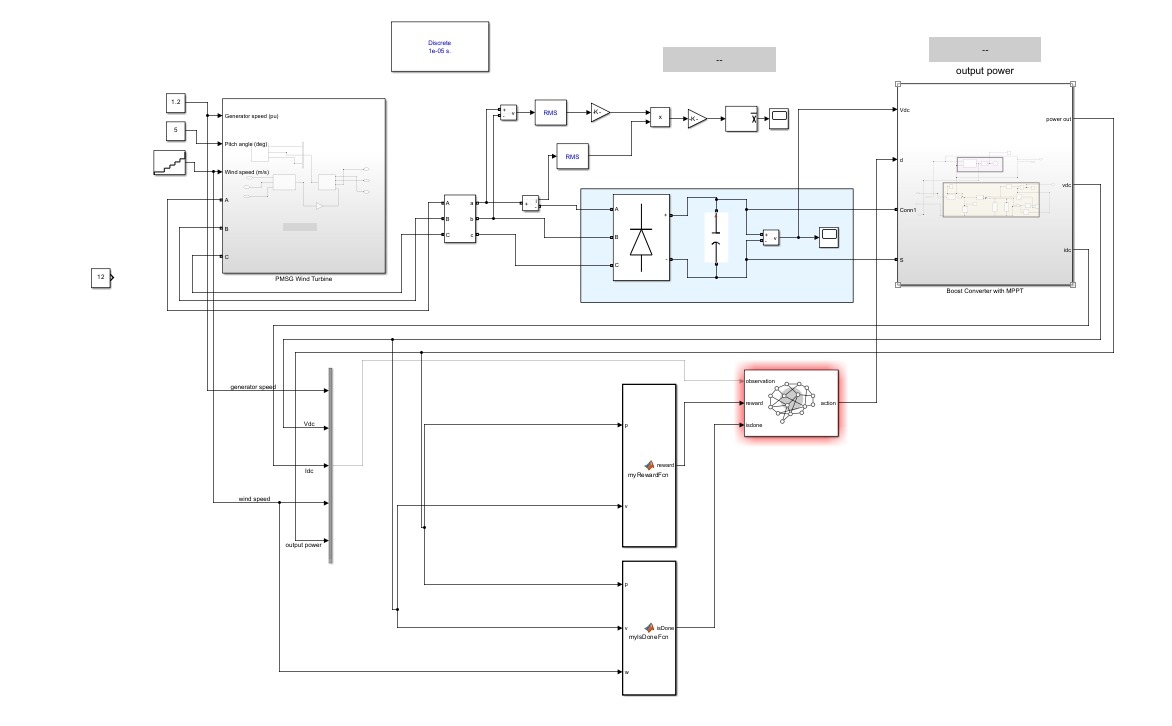 Discrete
1e-05 s.
--
--
output power
1.2
5
Generator speed (pu)
Pitch angle (deg)
Wind speed (m/s)
A
B
C
PMSG Wind Turbine
12
A
B
C
a
b
c
+
-
v
RMS
-K-
x
-K-
RMS
i
+
-
A
B
C
+
-
+
-
v
Vdc
d
Conn1
S
power out
vdc
idc
Boost Converter with MPPT
generator speed
Vdc
Idc
wind speed
output power
observation
reward
isdone
action
p
v
reward
myRewardFcn
p
v
w
isDone
myIsDoneFcn